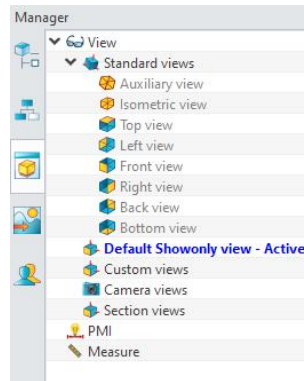 Manager
View
Standard views
Auxiliary view
Isometric view
Top view
Left view
Front view
Right view
Back view
Bottom view
Default Showonly view - Active
Custom views
Camera views
Section views
PMI
Measure